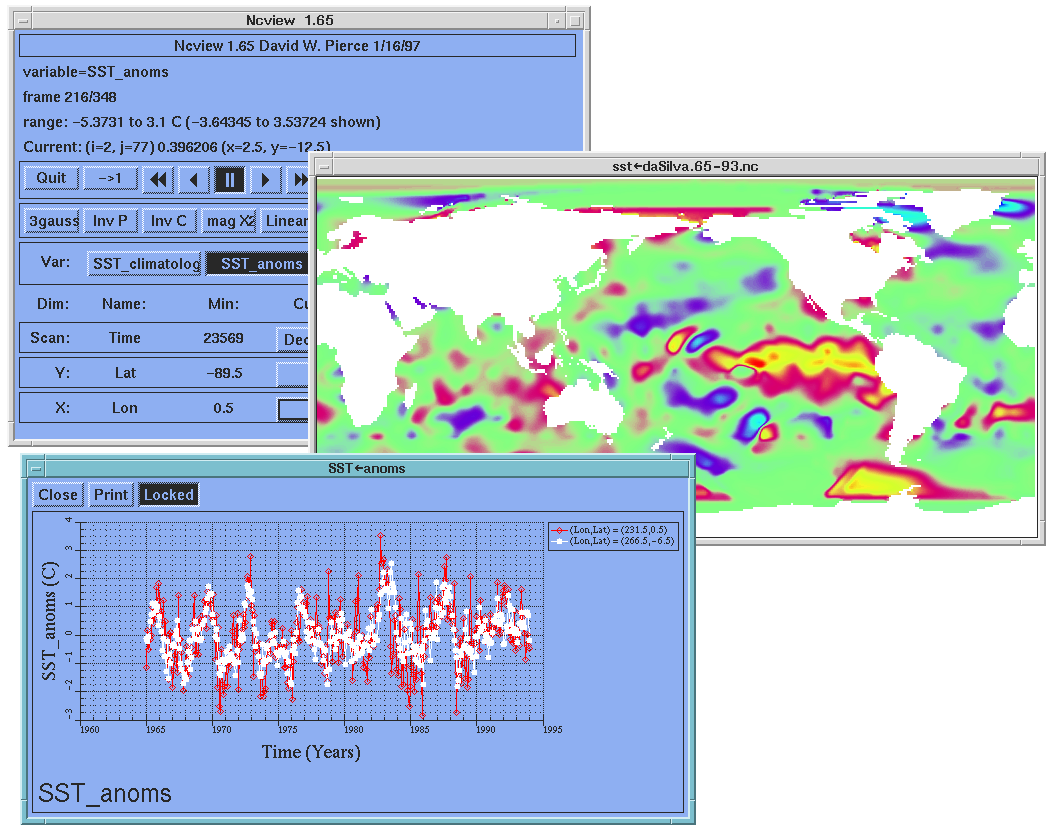 Ncview 1.65
Ncview 1.65 David W. Pierce 1/16/97
variable=SST_anoms
frame 216/348
range: −5.3731 to 3.1 C (−3.64345 to 3.53724 shown)
Current: (i=2, j=77) 0.396206 (x=2.5, y=−12.5)
Quit −>1
3gauss Inv P Inv C mag X2 Linear
Var: SST_climatolog SST_anoms
Dim: Name: Min: Cu
Scan: Time 23569 Dec
Y: Lat −89.5
X: Lon 0.5
sst←daSilva.65−93.nc
SST←anoms
Close Print Locked
(Lon,Lat) = (231.5,0.5)
(Lon,Lat) = (266.5,−6.5)
SST_ anoms (C)
4
3
2
1
0
−1
−2
−3
1960 1965 1970 1975 1980 1985 1990 1995
Time (Years)
SST_anoms